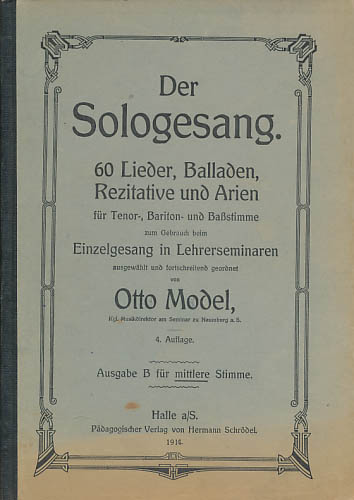 Der
Sologesang.
60 Lieder, Balladen,
Rezitative und Arien
für Tenor-, Bariton- und Baßstimme
zum Gebrauch beim
Einzelgesang in Lehrerseminaren
ausgewählt und fortschreitend geordnet
von
Otto Model,
Kgl. Musikdirektor am Seminar zu Naumburg a. S.
4. Auflage.
Ausgabe B für mittlere Stimme.
Halle a/S.
Pädagogischer Verlag von Hermann Schrödel.
1914.